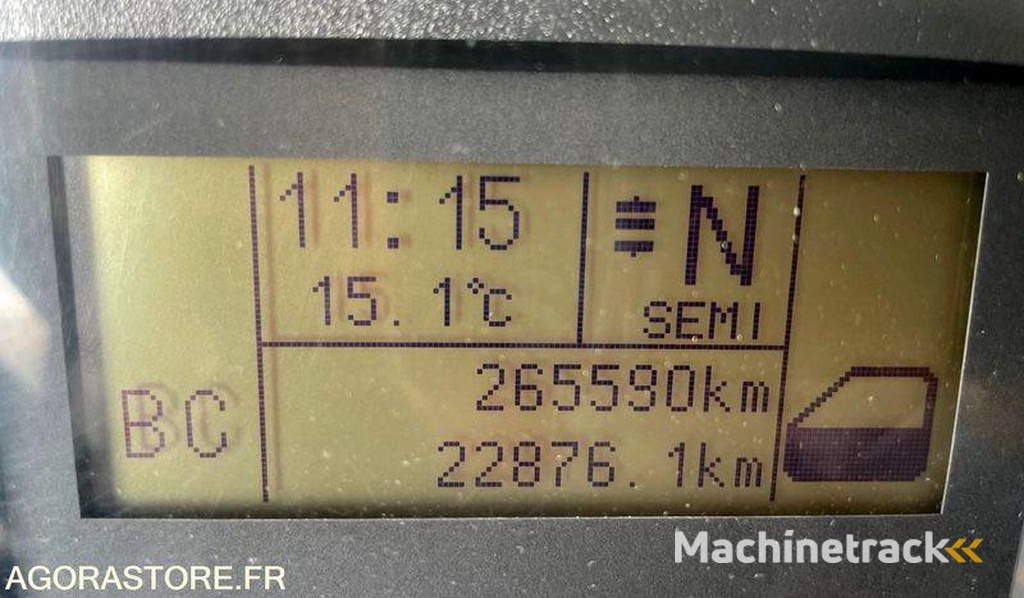 11:15
N
15.1°C
SEMI
265590km
BC
22876.1km
Machinetrack
AGORASTORE.FR